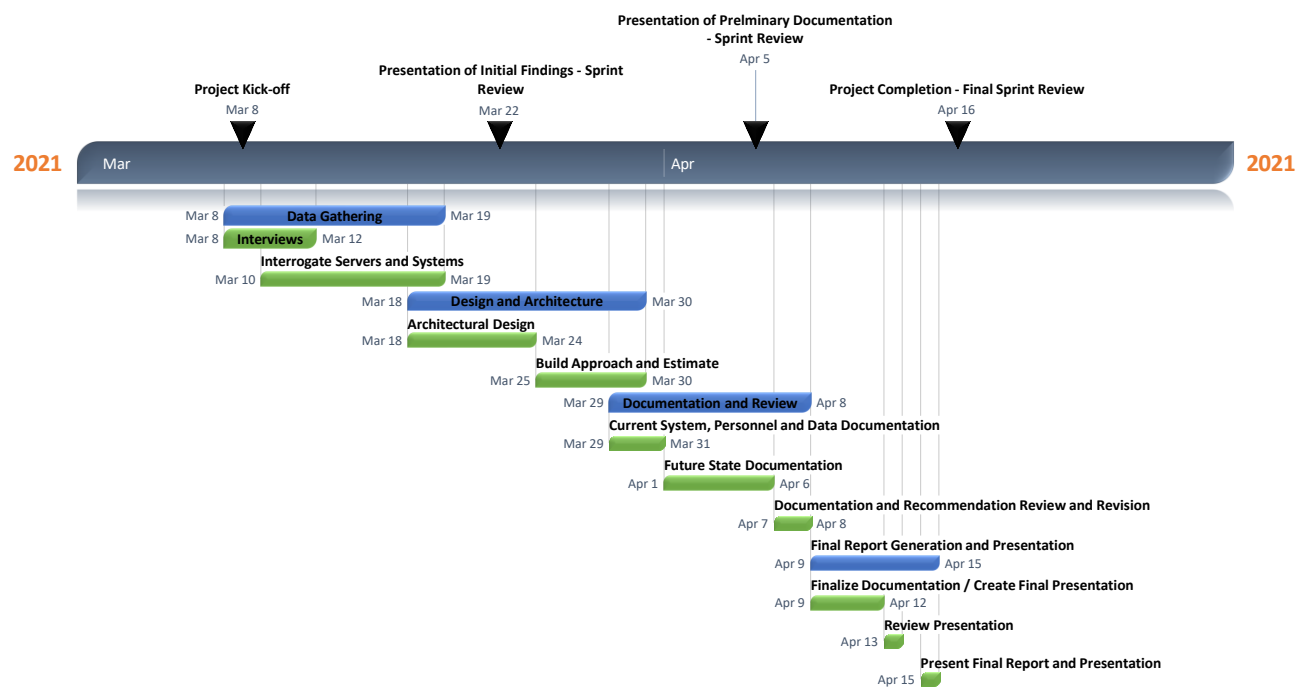 Presentation of Prelminary Documentation
- Sprint Review
Apr 5
Presentation of Initial Findings - Sprint
Review
Mar 22
Project Kick-off
Mar 8
Project Completion - Final Sprint Review
Apr 16
2021
Mar
Apr
2021
Mar 8
Data Gathering
Mar 19
Mar 8
Interviews
Mar 12
Interrogate Servers and Systems
Mar 10
Mar 19
Mar 18
Design and Architecture
Mar 30
Architectural Design
Mar 18
Mar 24
Build Approach and Estimate
Mar 25
Mar 30
Mar 29
Documentation and Review
Apr 8
Current System, Personnel and Data Documentation
Mar 29
Mar 31
Future State Documentation
Apr 1
Apr 6
Documentation and Recommendation Review and Revision
Apr 7
Apr 8
Final Report Generation and Presentation
Apr 9
Apr 15
Finalize Documentation / Create Final Presentation
Apr 9
Apr 12
Review Presentation
Apr 13
Present Final Report and Presentation
Apr 15